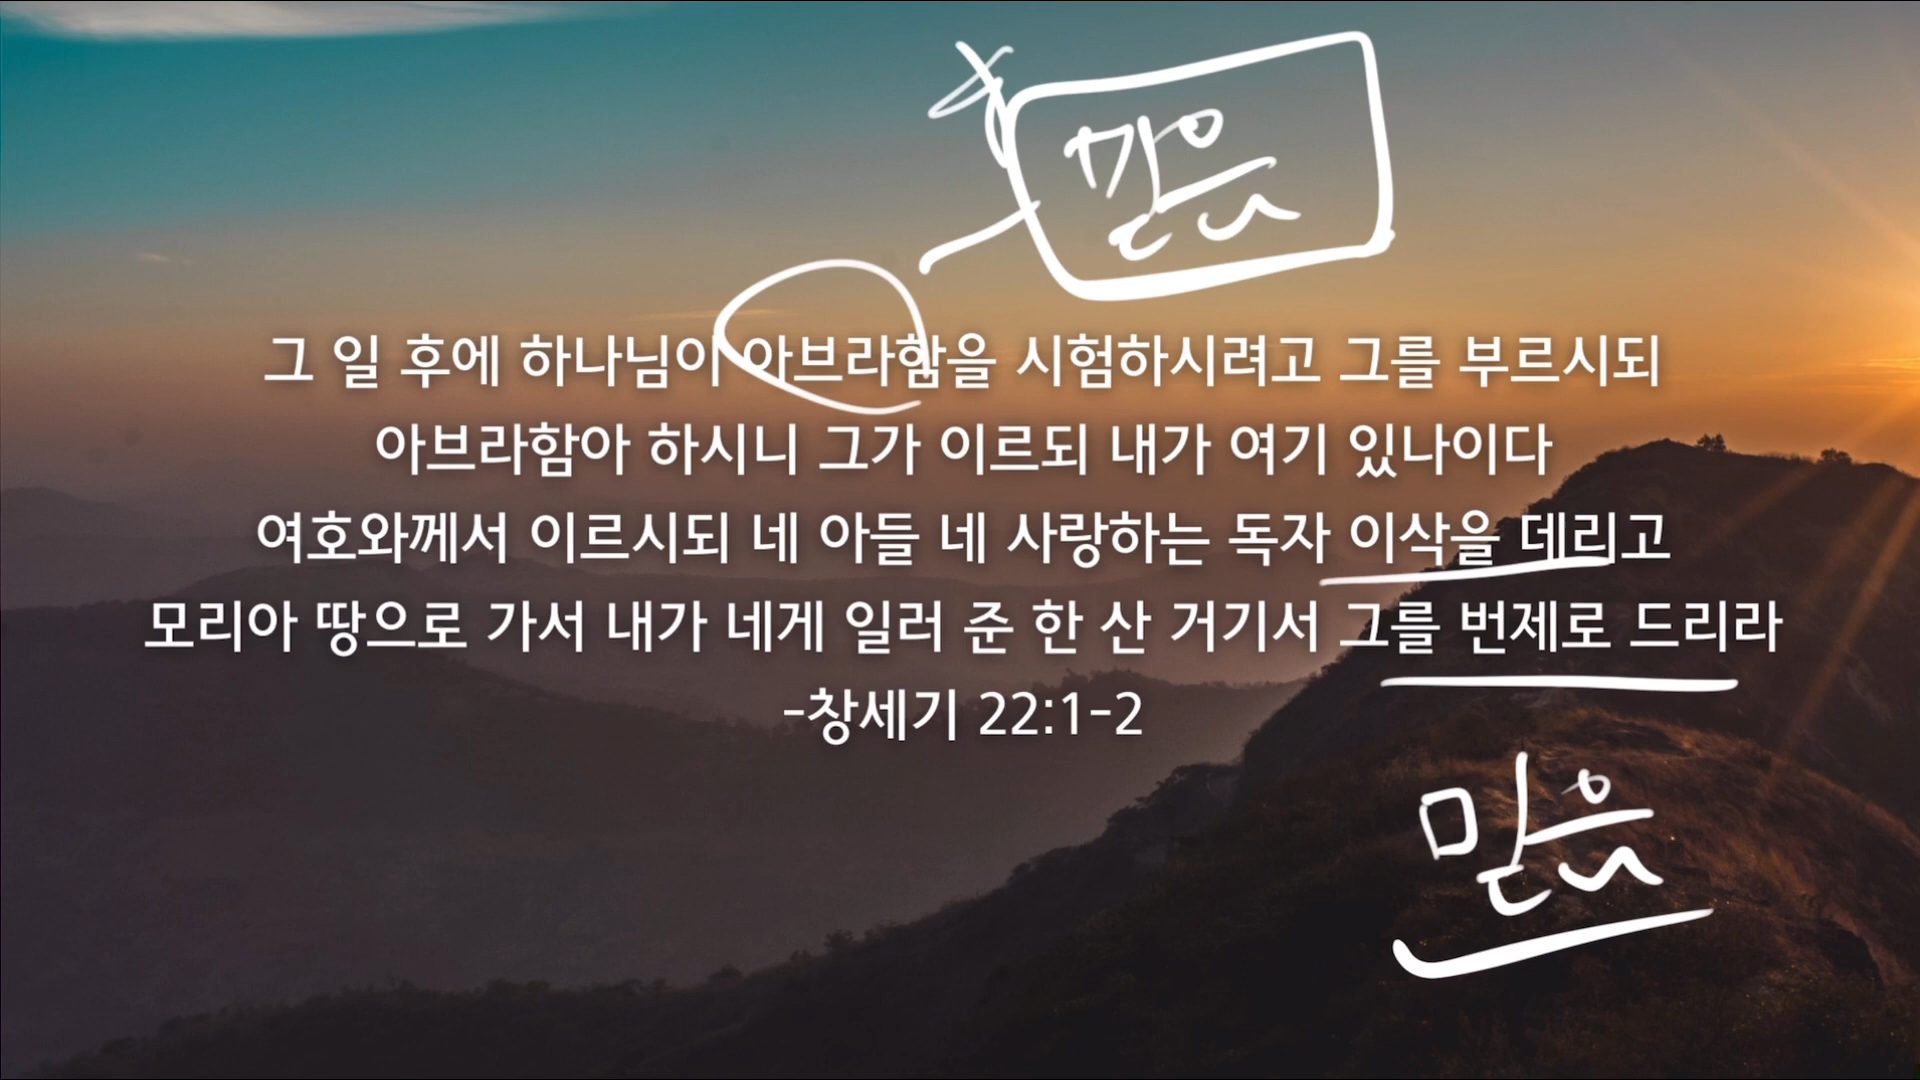 믿은
그 일 후에 하나님이 아브라함을 시험하시려고 그를 부르시되
아브라함아 하시니 그가 이르되 내가 여기 있나이다
여호와께서 이르시되 네 아들 네 사랑하는 독자 이삭을 데리고
모리아 땅으로 가서 내가 네게 일러 준 한 산 거기서 그를 번제로 드리라
-창세기 22:1-2
믿은